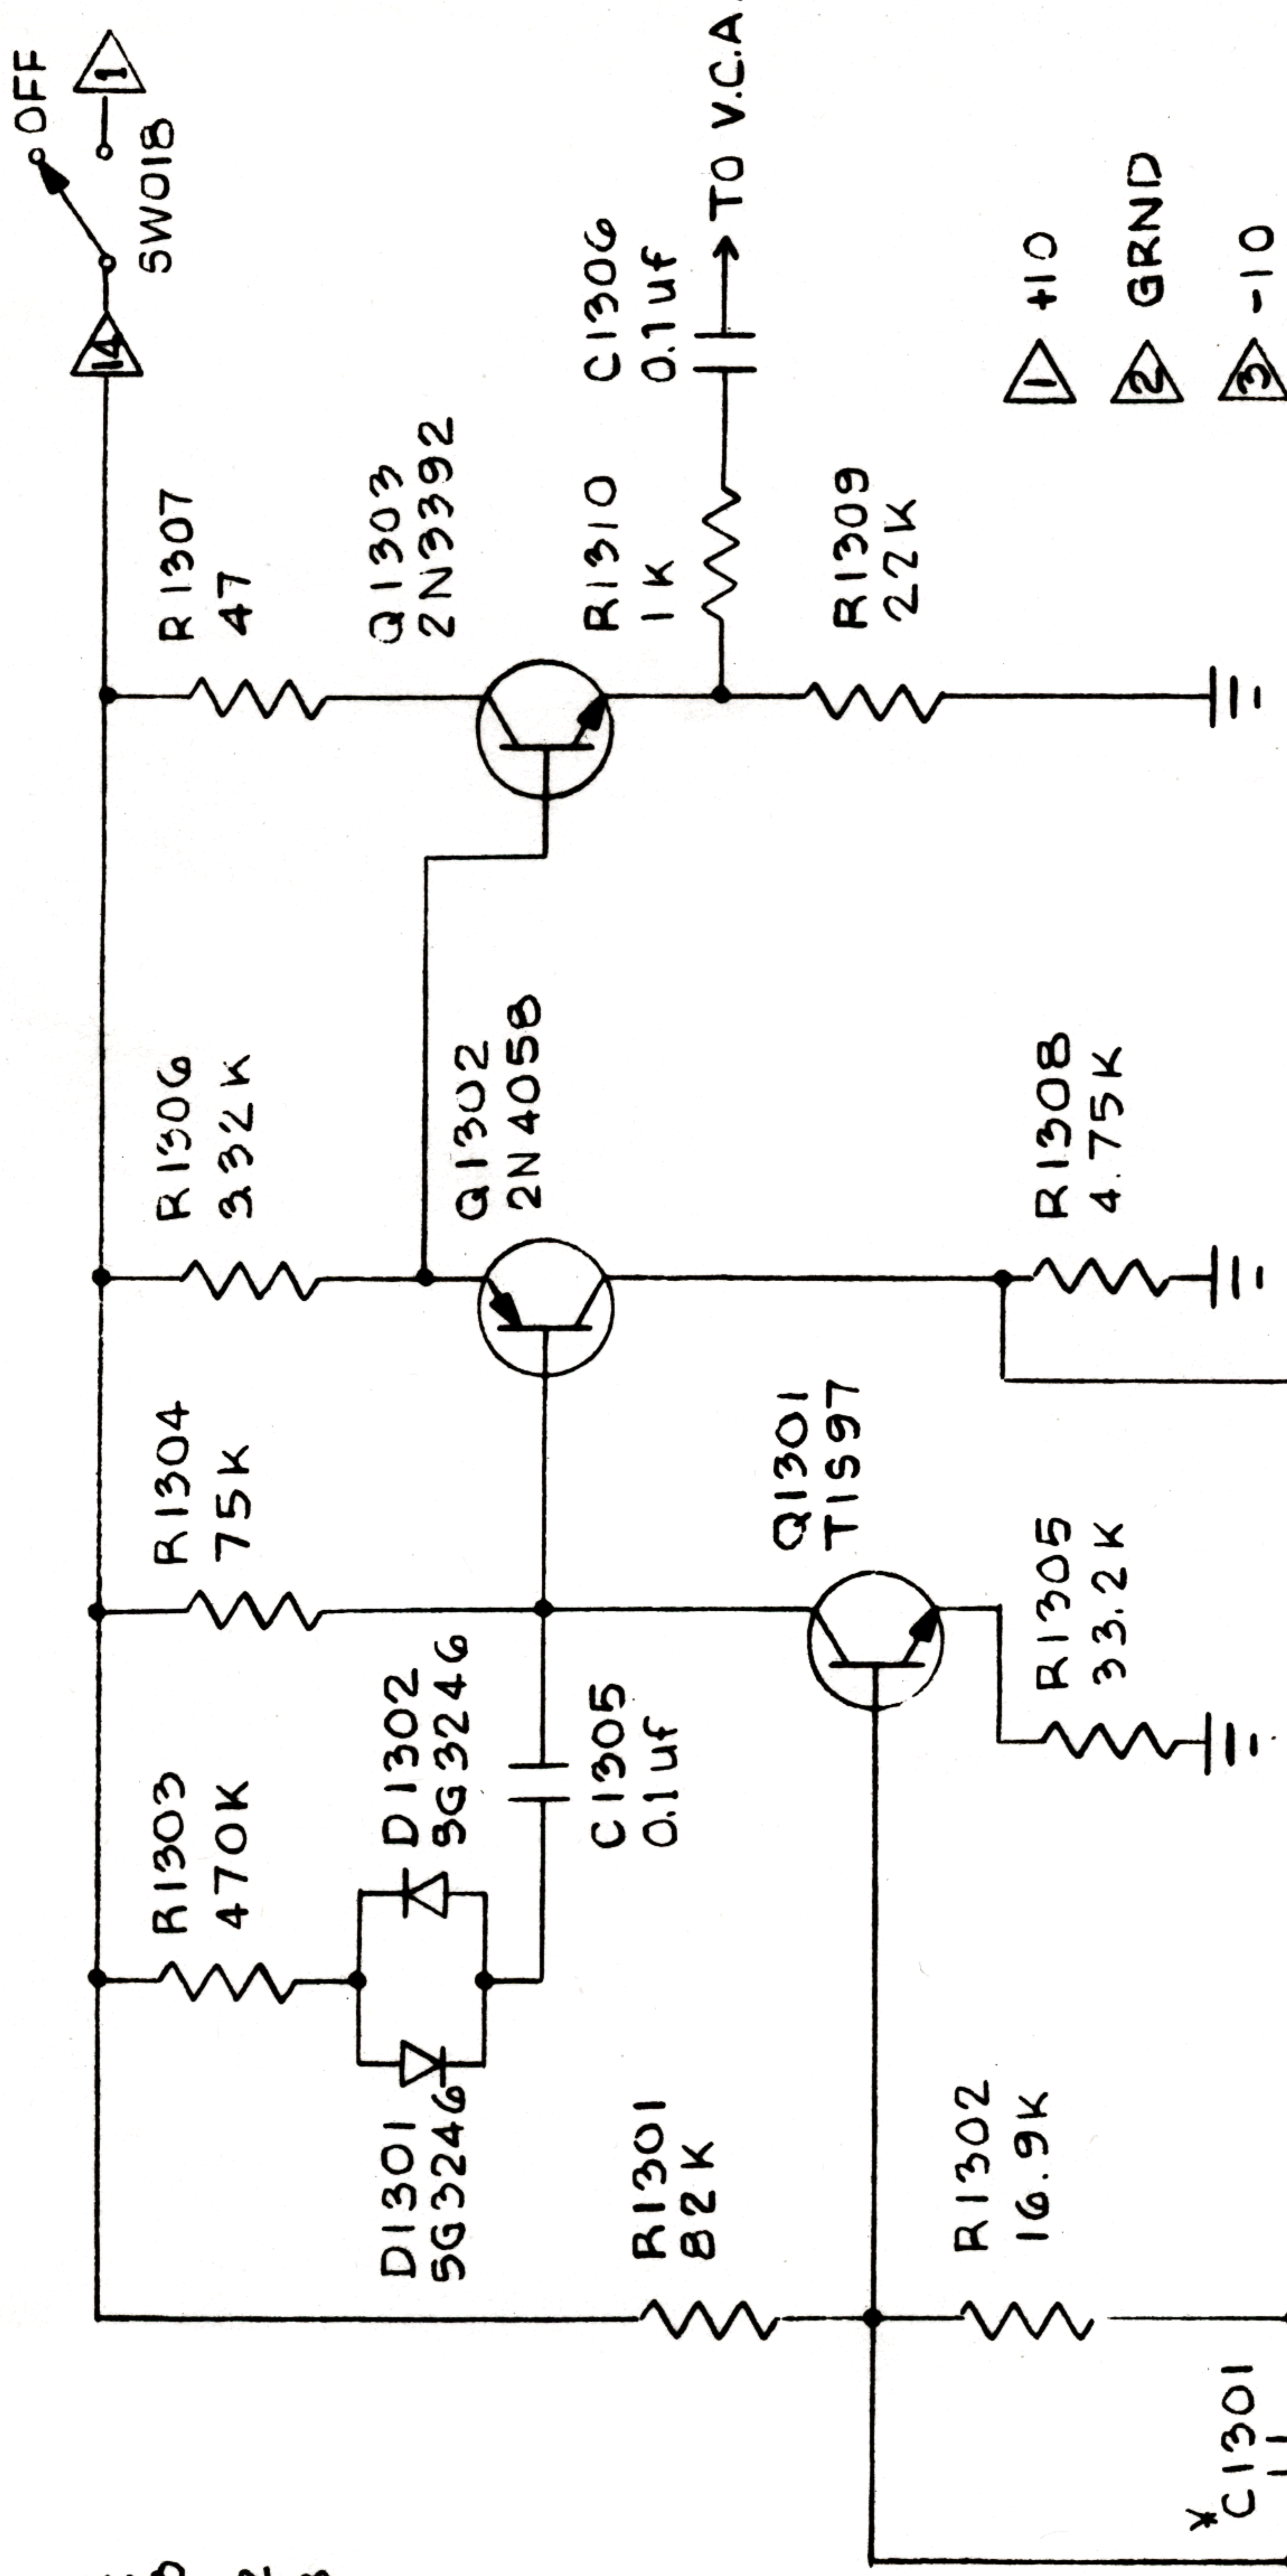 OFF
1
SW018
14
TO V.C.A.
C1306
0.1uf
1 +10
2 GRND
3 -10
R1307
47
Q1303
2N3392
R1310
1K
R1309
22K
R1306
332K
Q1302
2N4058
R1308
4.75K
R1304
75K
Q1301
TIS97
R1305
33.2K
R1303
470K
D1302
SG3246
C1305
0.1uf
D1301
SG3246
R1301
82K
R1302
16.9K
*
C1301